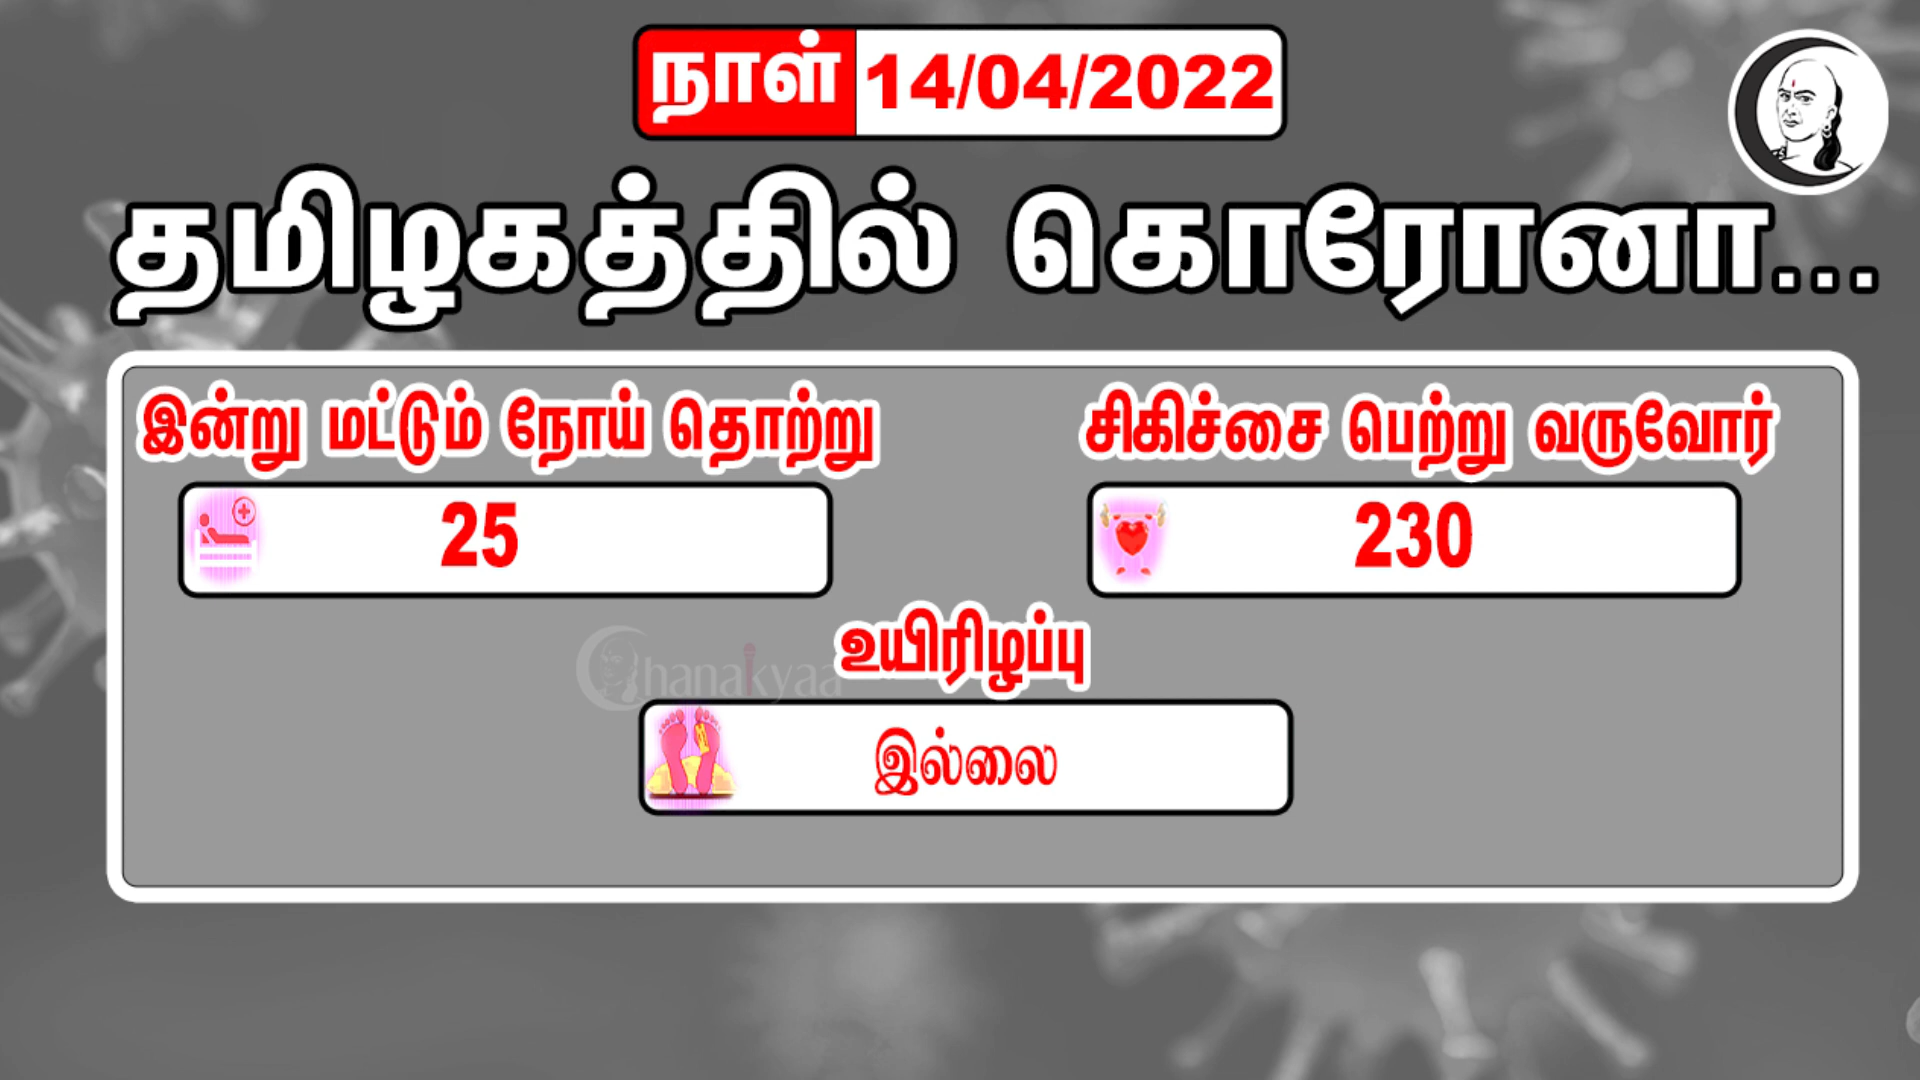 நாள் 14/04/2022
தமிழகத்தில் கொரோனா...
இன்று மட்டும் நோய் தொற்று
சிகிச்சை பெற்று வருவோர்
25
230
உயிரிழப்பு
Chanakyaa
இல்லை